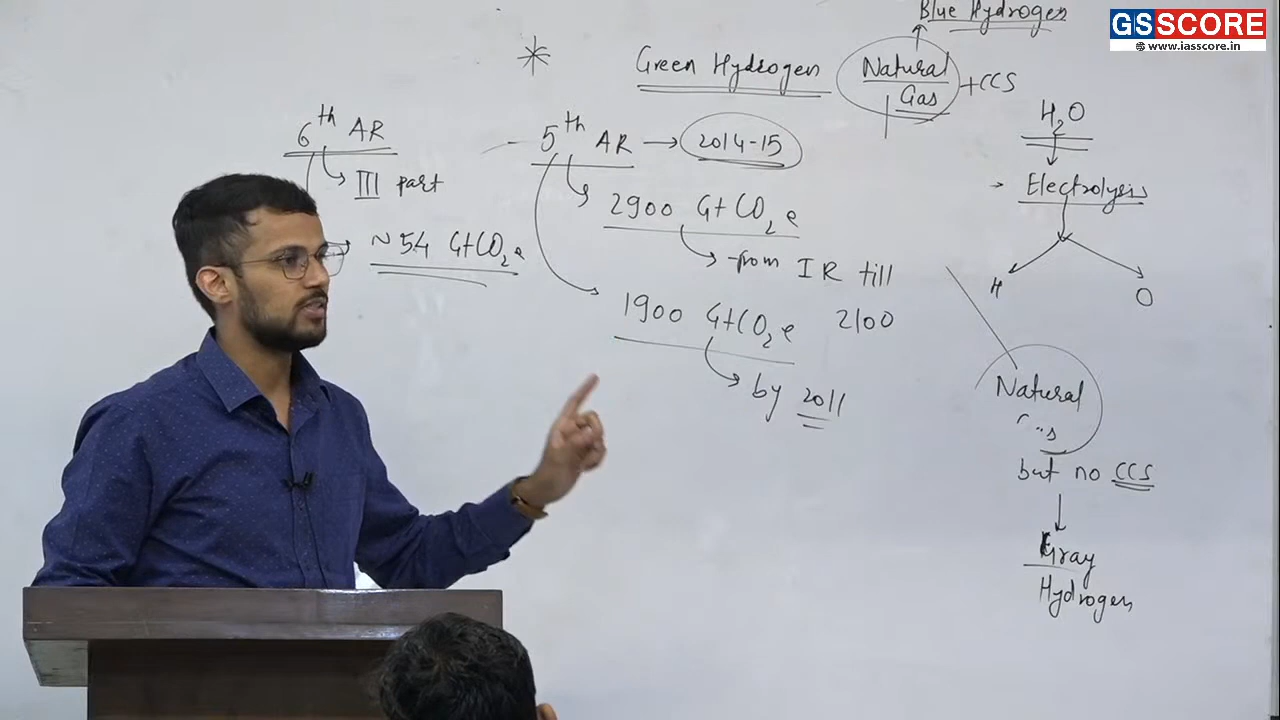 Blue Hydrogen
GSSCORE
www.iasscore.in
Green Hydrogen
Natural
Gas
+CCS
6th AR
III part
~54 GtCO2e
5th AR → 2014-15
2900 GtCO2e
from IR till
2100
1900 GtCO2e
by 2011
H2O
Electrolysis
H
O
Natural
but no CCS
Gray
Hydrogen